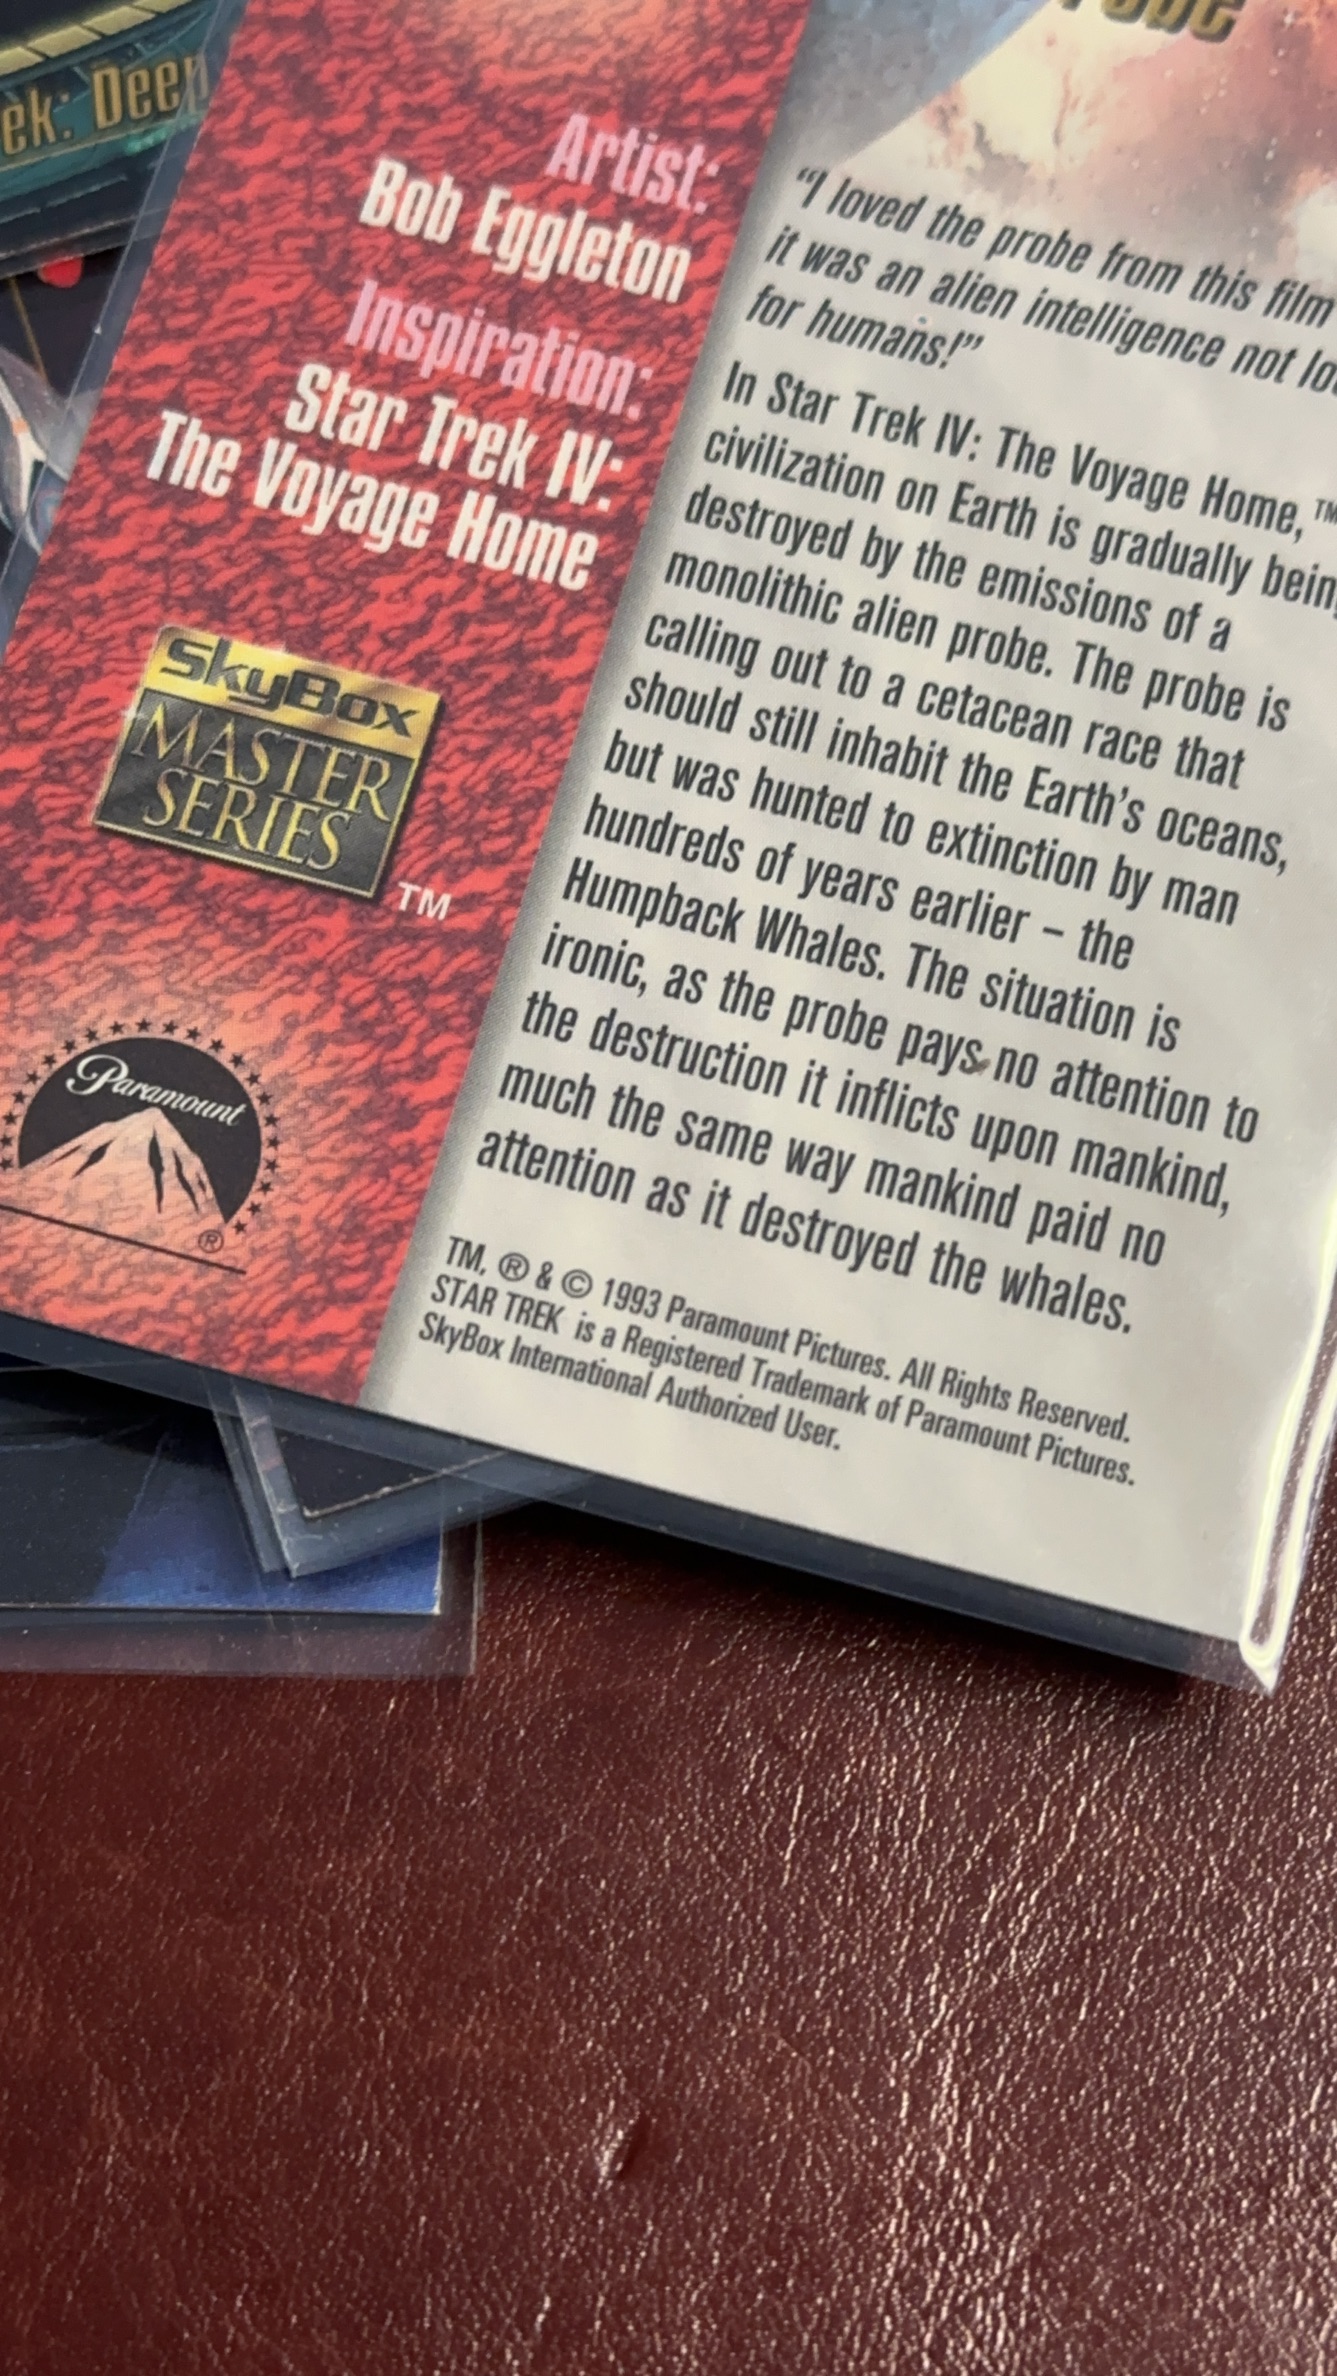 ek: Deep
Artist:
Bob Eggleton
Inspiration:
Star Trek IV:
The Voyage Home
SkyBox
MASTER
SERIES
TM
Paramount
®
“I loved the probe from this film
it was an alien intelligence not lo
for humans!”
In Star Trek IV: The Voyage Home,™
civilization on Earth is gradually bein
destroyed by the emissions of a
monolithic alien probe. The probe is
calling out to a cetacean race that
should still inhabit the Earth's oceans,
but was hunted to extinction by man
hundreds of years earlier – the
Humpback Whales. The situation is
ironic, as the probe pays no attention to
the destruction it inflicts upon mankind,
much the same way mankind paid no
attention as it destroyed the whales.
TM, ® & © 1993 Paramount Pictures. All Rights Reserved.
STAR TREK is a Registered Trademark of Paramount Pictures.
SkyBox International Authorized User.